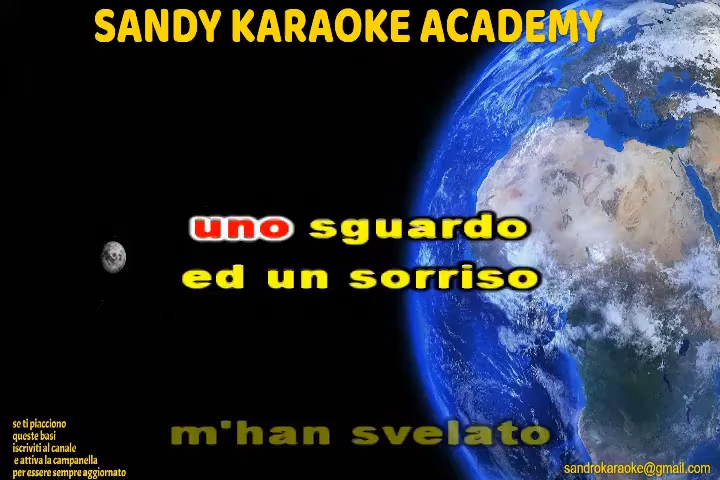 SANDY KARAOKE ACADEMY
uno sguardo
ed un sorriso
m'han svelato
se ti piacciono
queste basi
iscriviti al canale
e attiva la campanella
per essere sempre aggiornato
sandrokaraoke@gmail.com